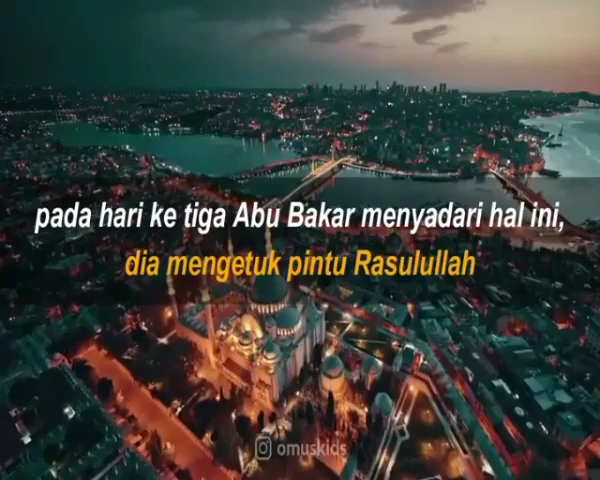 pada hari ke tiga Abu Bakar menyadari hal ini,
dia mengetuk pintu Rasulullah
omuskids